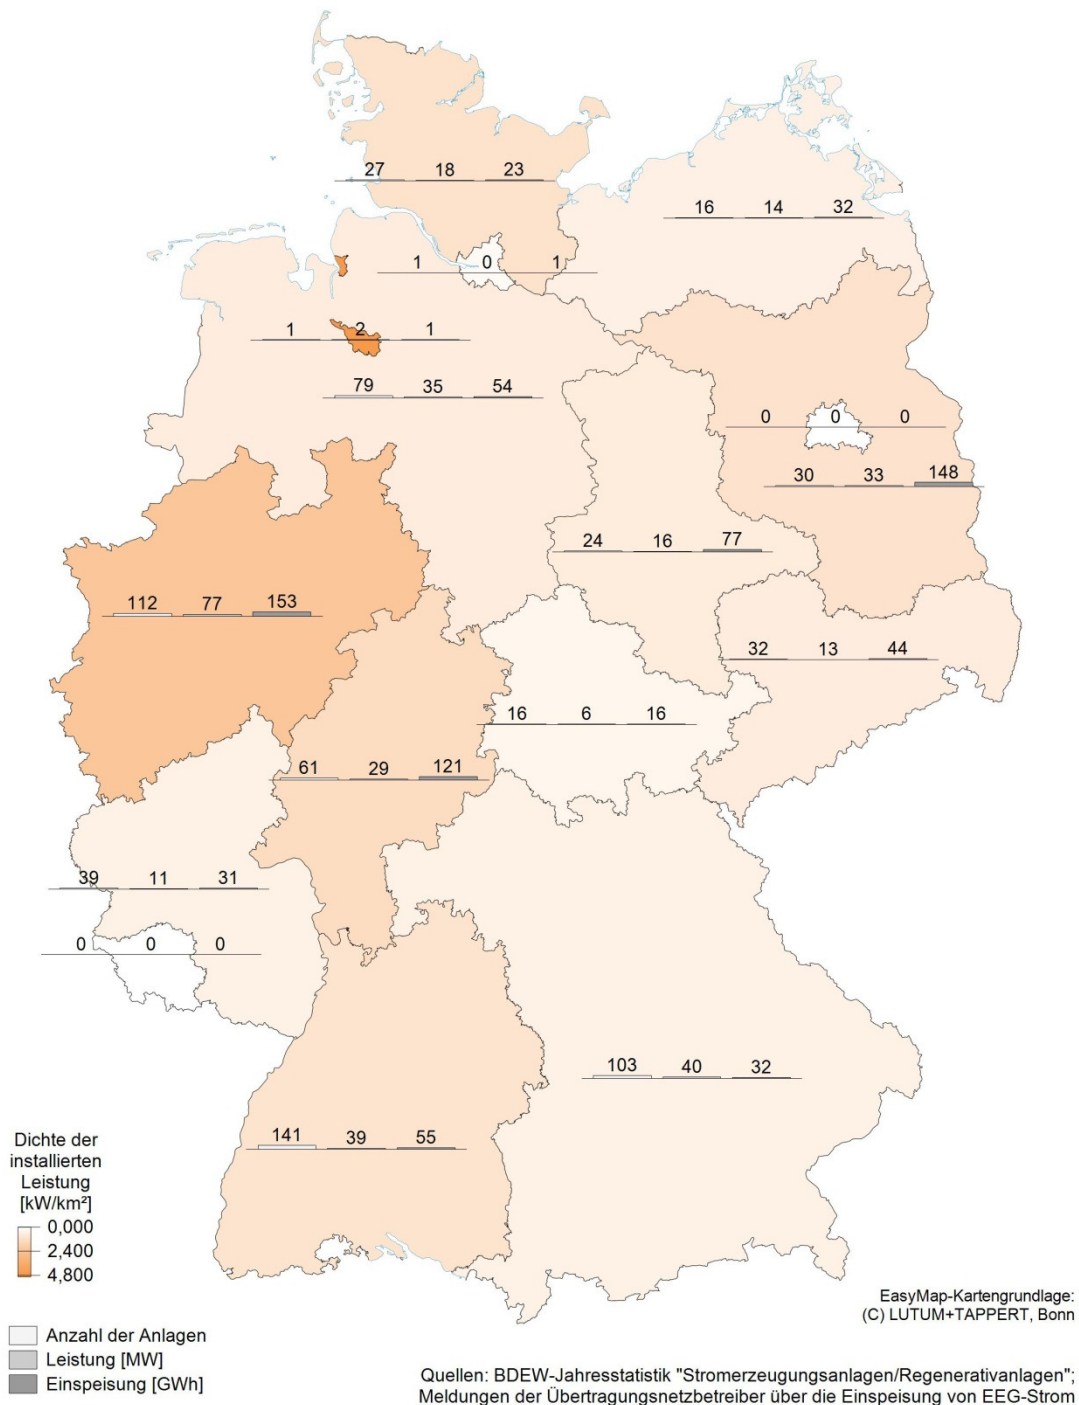 27 18 23
16 14 32
1 0 1
1 2 1
79 35 54
0 0 0
30 33 148
24 16 77
112 77 153
32 13 44
16 6 16
61 29 121
39 11 31
0 0 0
103 40 32
141 39 55
Dichte der
installierten
Leistung
[kW/km²]
0,000
2,400
4,800
EasyMap-Kartengrundlage:
(C) LUTUM+TAPPERT, Bonn
Anzahl der Anlagen
Leistung [MW]
Einspeisung [GWh]
Quellen: BDEW-Jahresstatistik "Stromerzeugungsanlagen/Regenerativanlagen";
Meldungen der Übertragungsnetzbetreiber über die Einspeisung von EEG-Strom